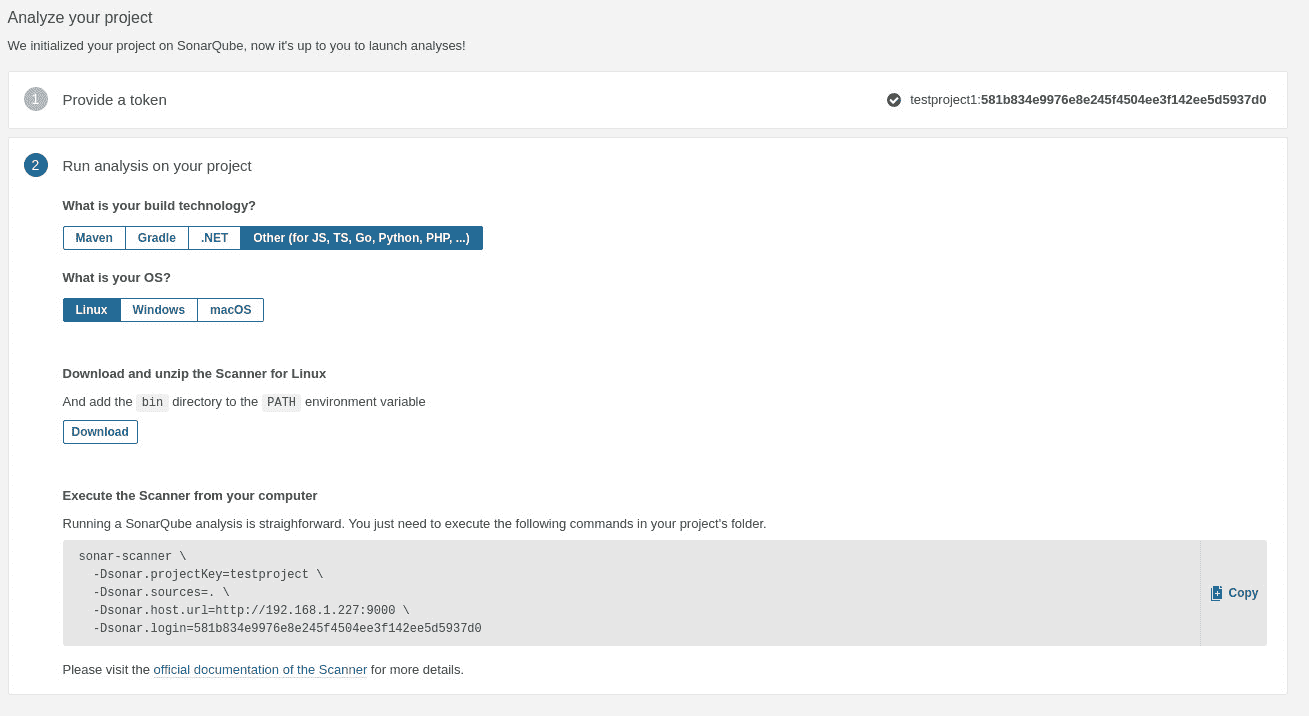 Analyze your project
We initialized your project on SonarQube, now it's up to you to launch analyses!
1 Provide a token testproject1:581b834e9976e8e245f4504ee3f142ee5d5937d0
2 Run analysis on your project
What is your build technology?
Maven Gradle .NET Other (for JS, TS, Go, Python, PHP, ...)
What is your OS?
Linux Windows macOS
Download and unzip the Scanner for Linux
And add the bin directory to the PATH environment variable
Download
Execute the Scanner from your computer
Running a SonarQube analysis is straighforward. You just need to execute the following commands in your project's folder.
sonar-scanner \
-Dsonar.projectKey=testproject \
-Dsonar.sources=. \
-Dsonar.host.url=http://192.168.1.227:9000 \
-Dsonar.login=581b834e9976e8e245f4504ee3f142ee5d5937d0
Copy
Please visit the official documentation of the Scanner for more details.